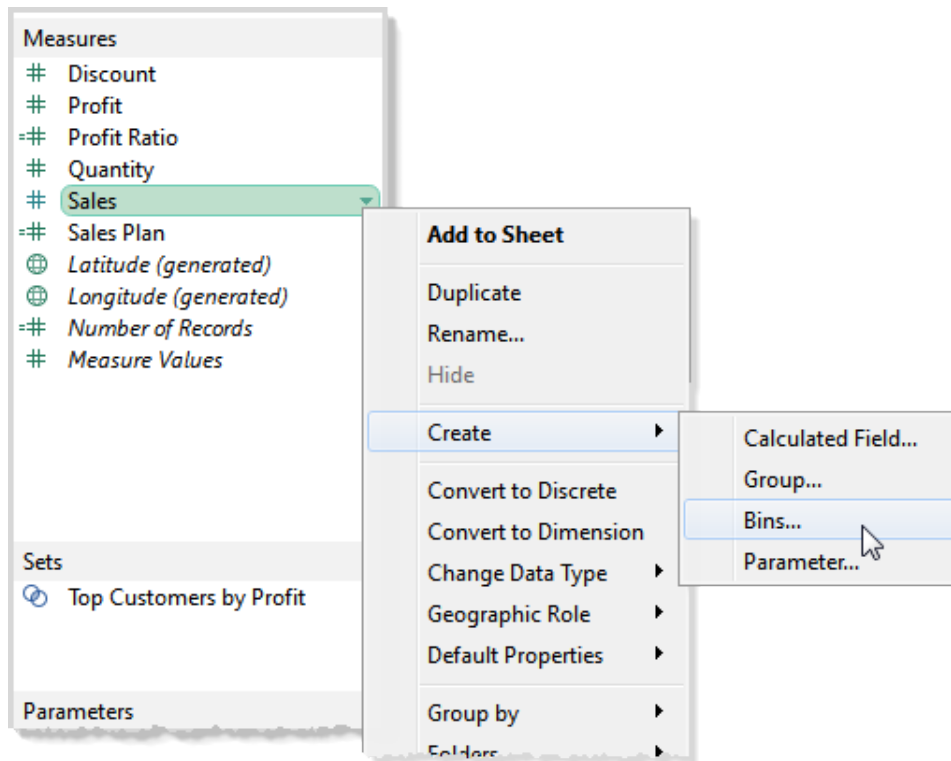 Measures
Discount
Profit
Profit Ratio
Quantity
Sales
Sales Plan
Latitude (generated)
Longitude (generated)
Number of Records
Measure Values
Sets
Top Customers by Profit
Parameters
Add to Sheet
Duplicate
Rename...
Hide
Create
Convert to Discrete
Convert to Dimension
Change Data Type
Geographic Role
Default Properties
Group by
Folders
Calculated Field...
Group...
Bins...
Parameter...